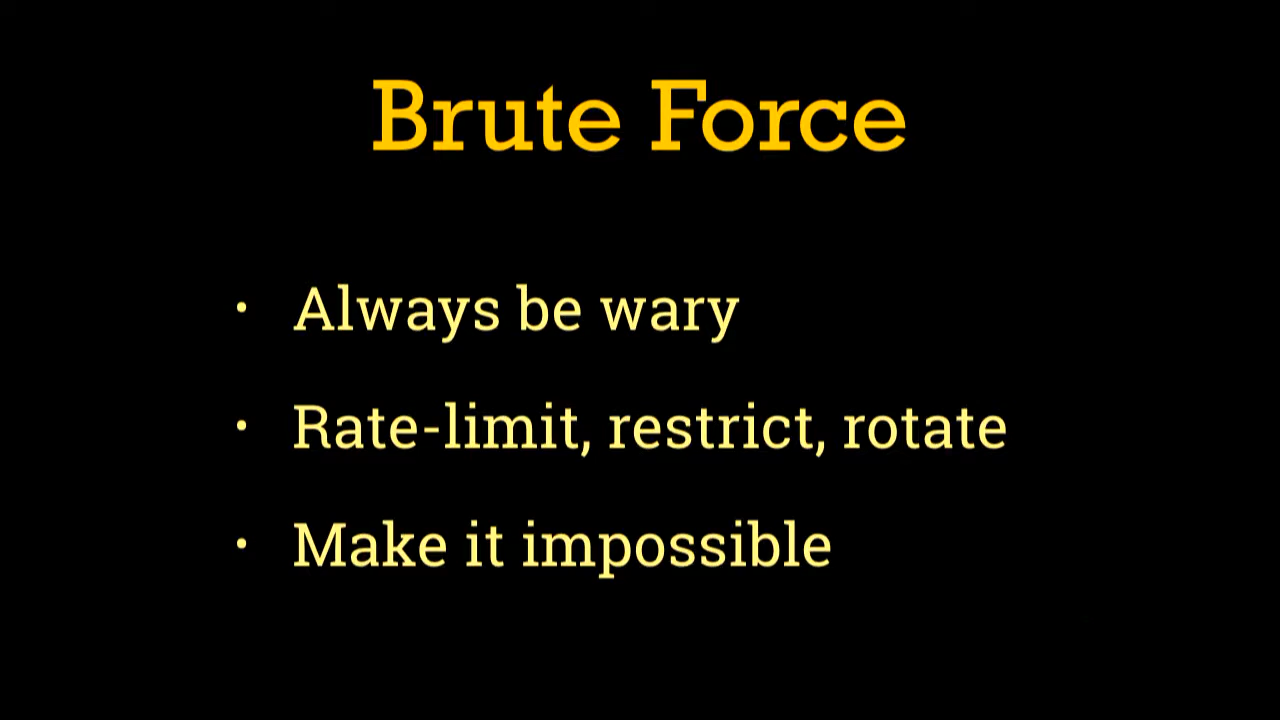 Brute Force
· Always be wary
· Rate-limit, restrict, rotate
· Make it impossible